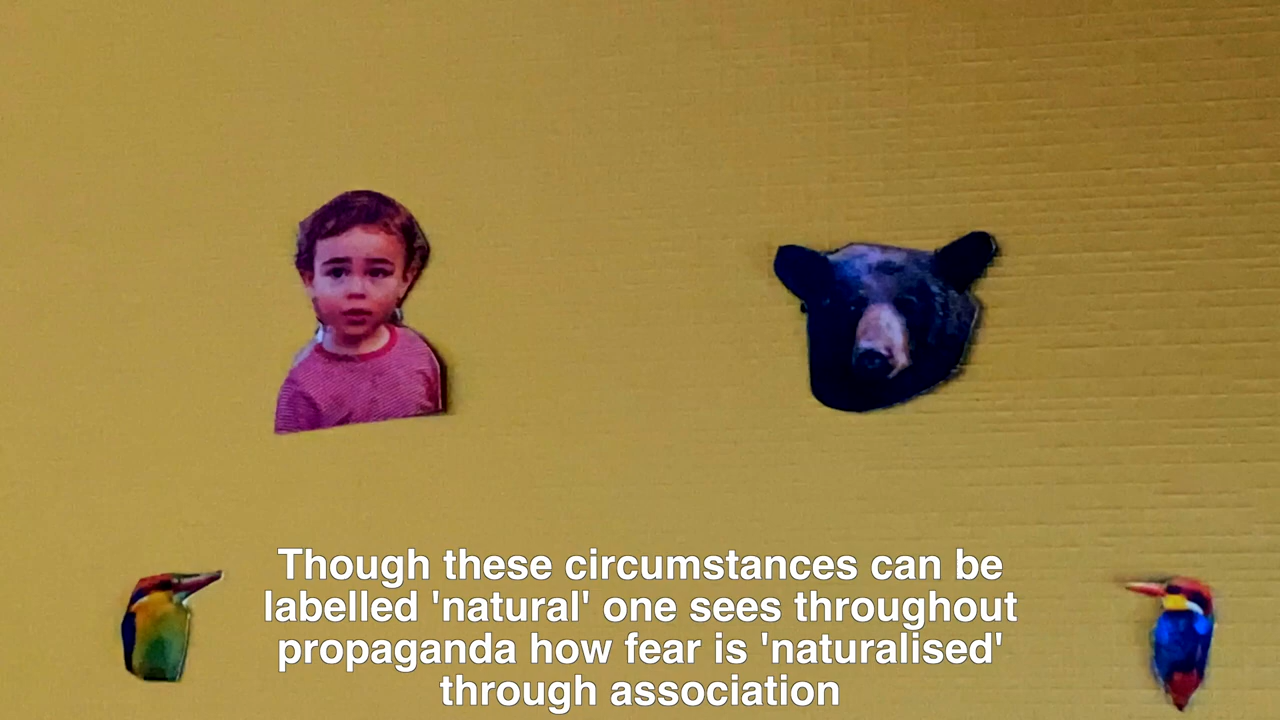 Though these circumstances can be
labelled 'natural' one sees throughout
propaganda how fear is 'naturalised'
through association